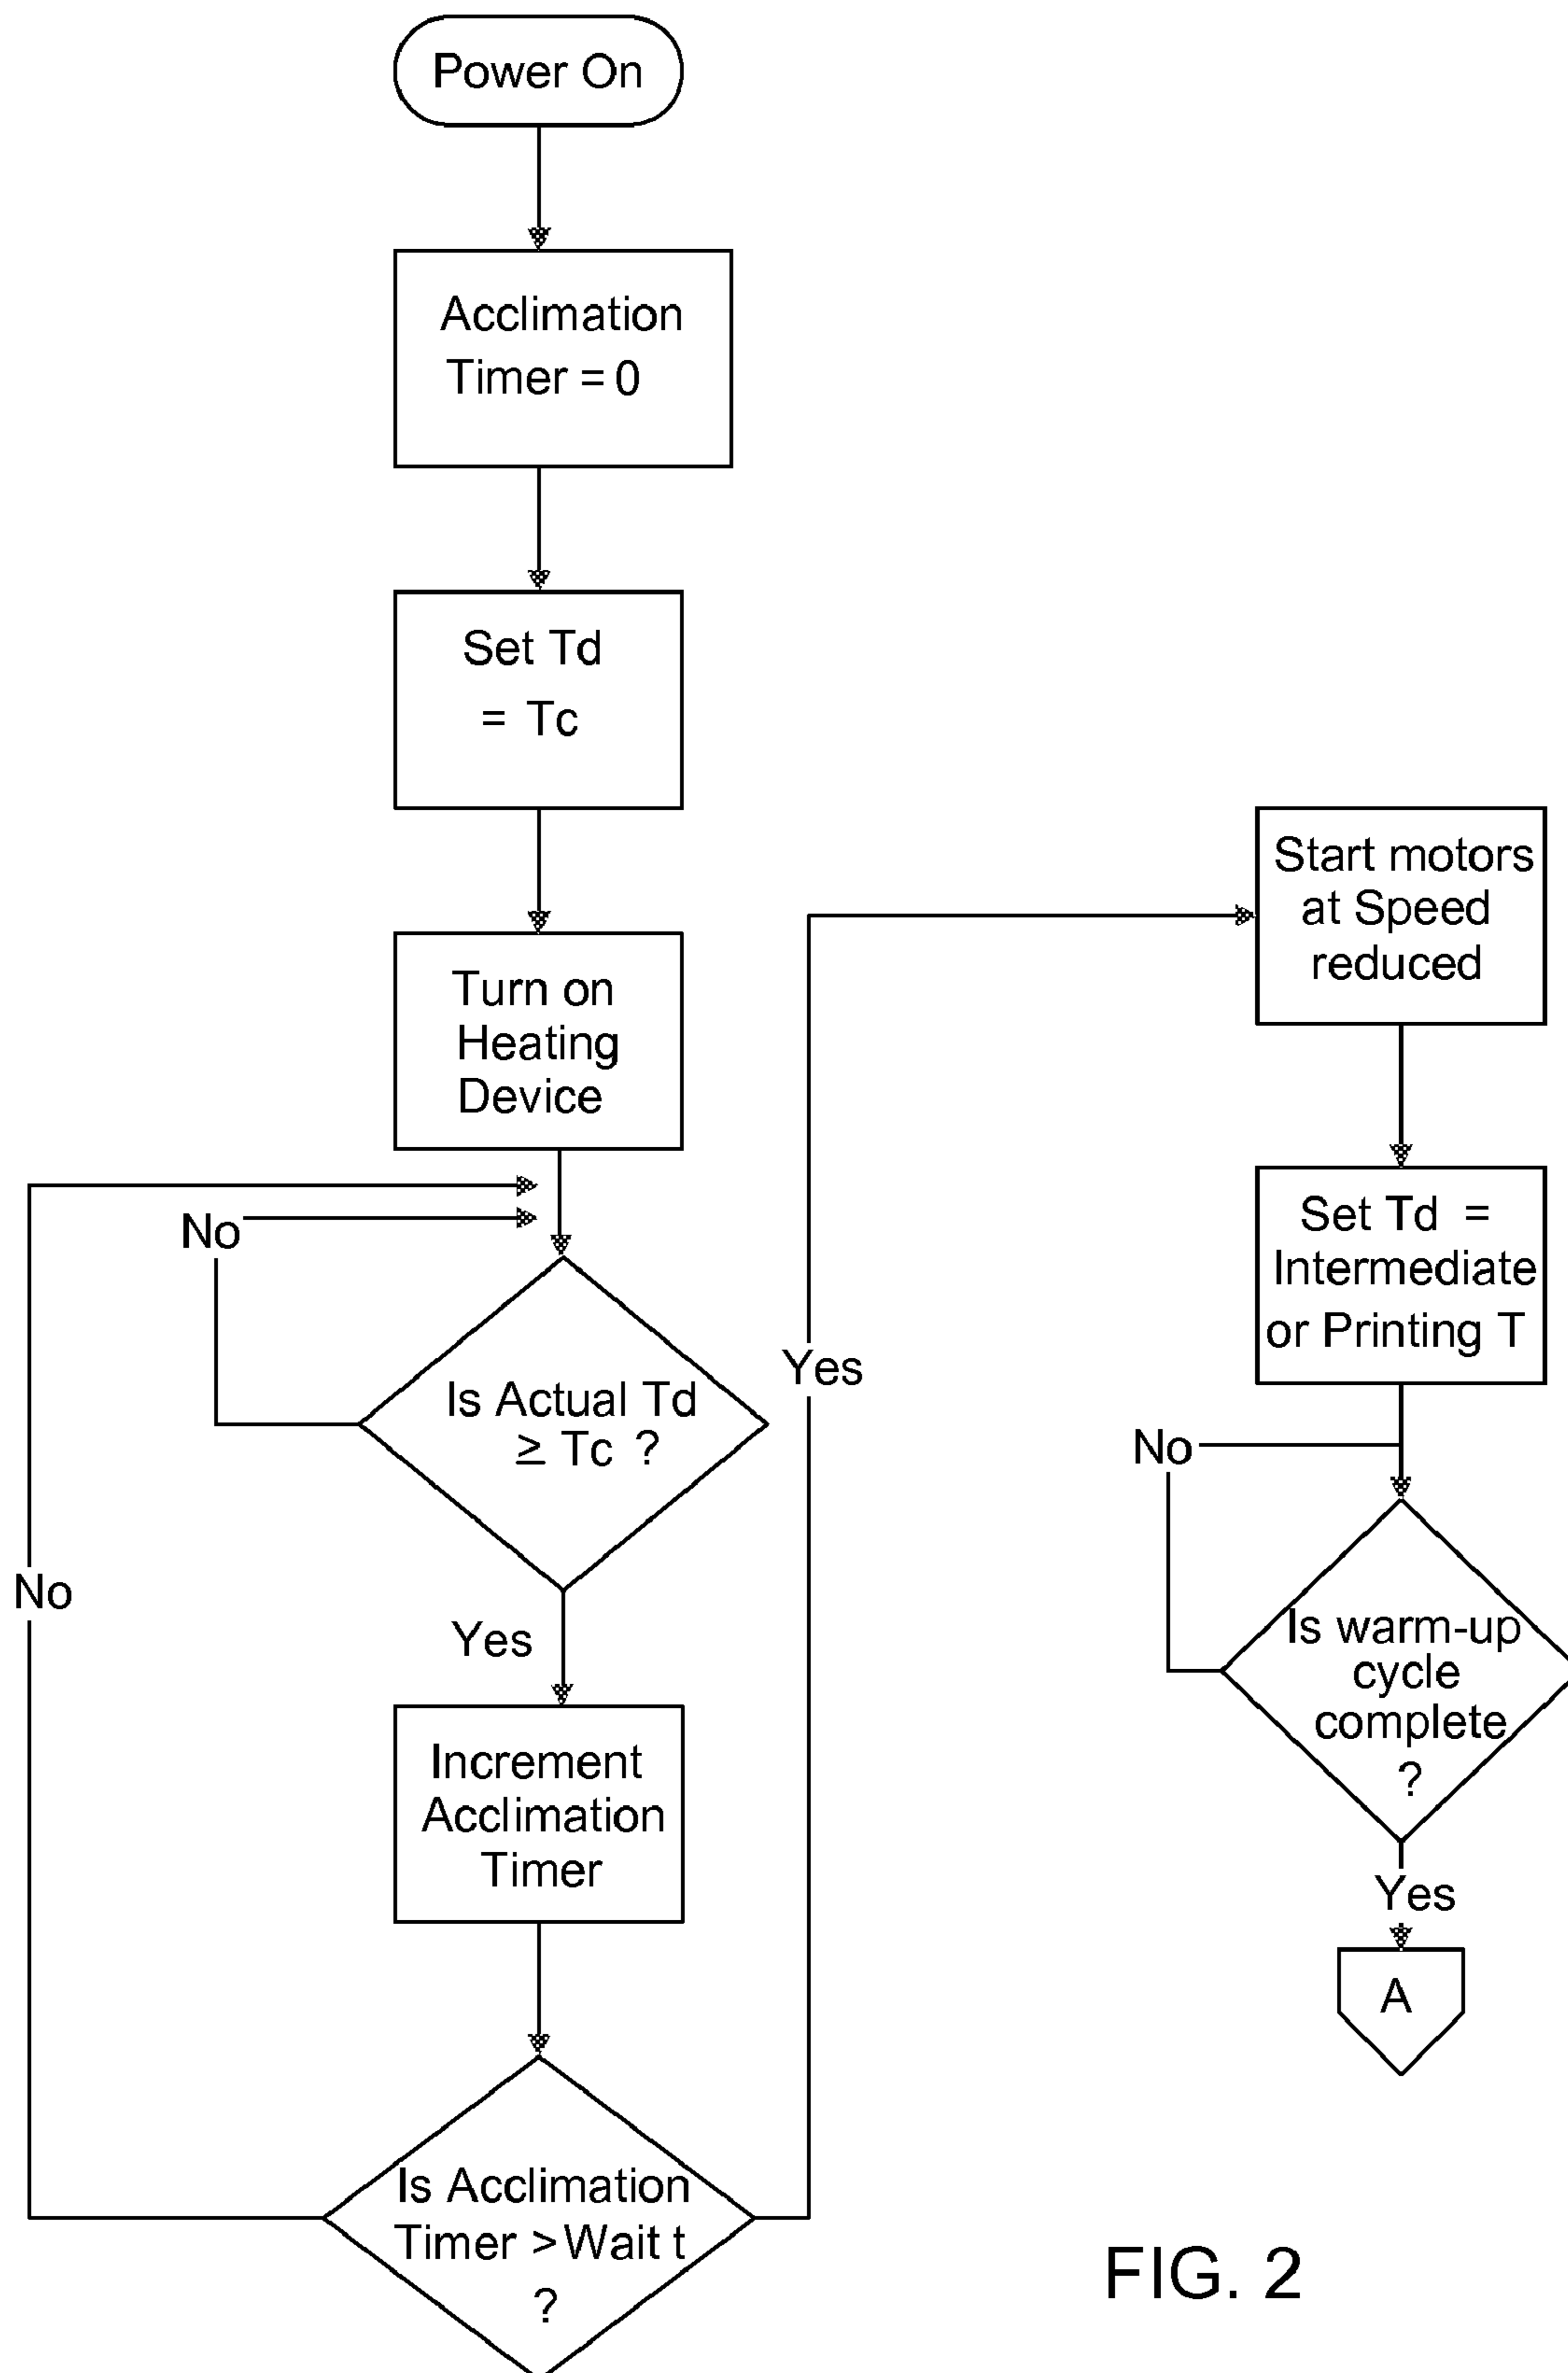 Power On
Acclimation
Timer = 0
Set Td
= Tc
Turn on
Heating
Device
No
Is Actual Td
≥ Tc ?
No
Yes
Increment
Acclimation
Timer
Is Acclimation
Timer > Wait t
?
Yes
Start motors
at Speed
reduced
Set Td =
Intermediate
or Printing T
No
Is warm-up
cycle
complete
?
Yes
A
FIG. 2